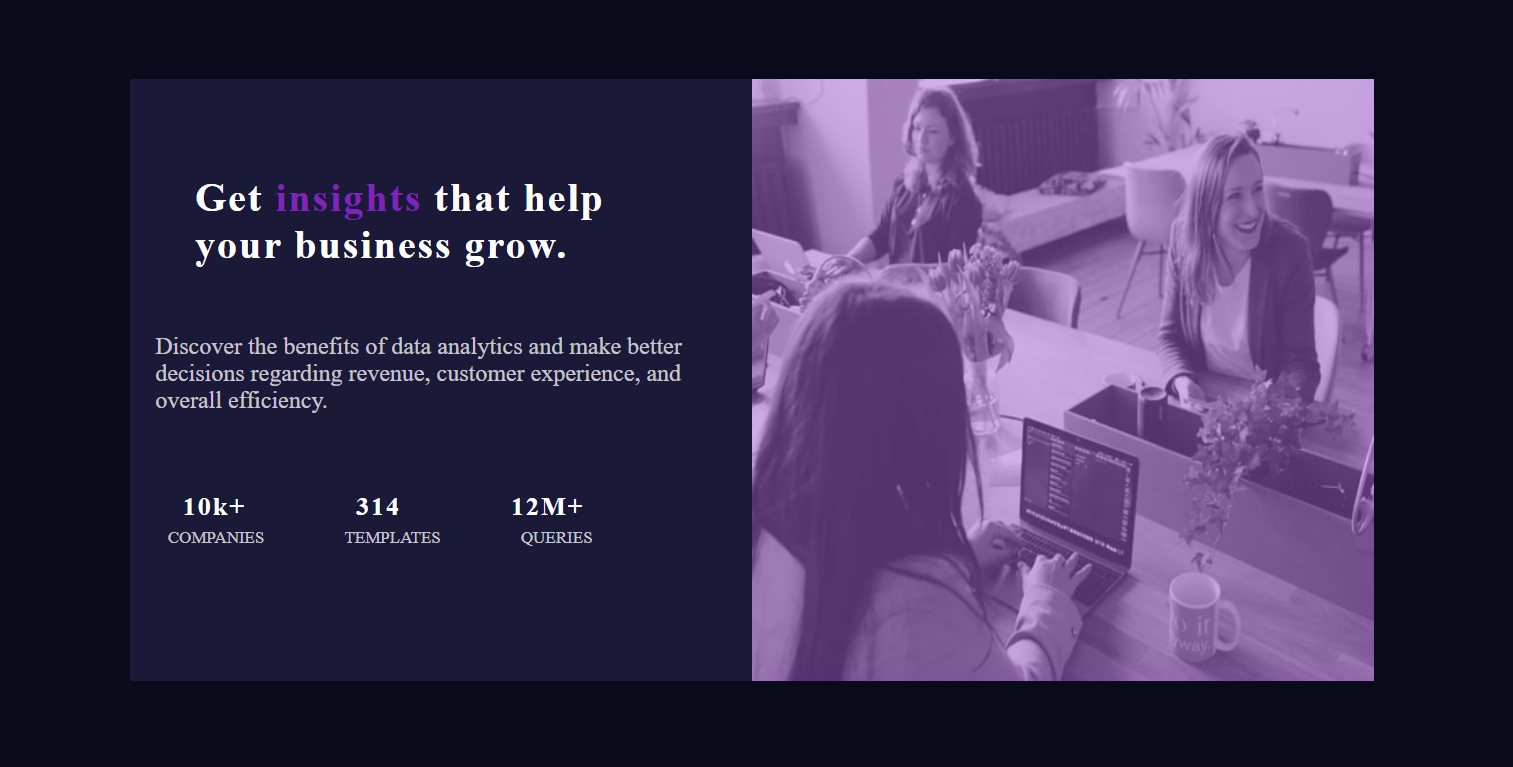 Get insights that help
your business grow.
Discover the benefits of data analytics and make better
decisions regarding revenue, customer experience, and
overall efficiency.
10k+ 314 12M+
COMPANIES TEMPLATES QUERIES